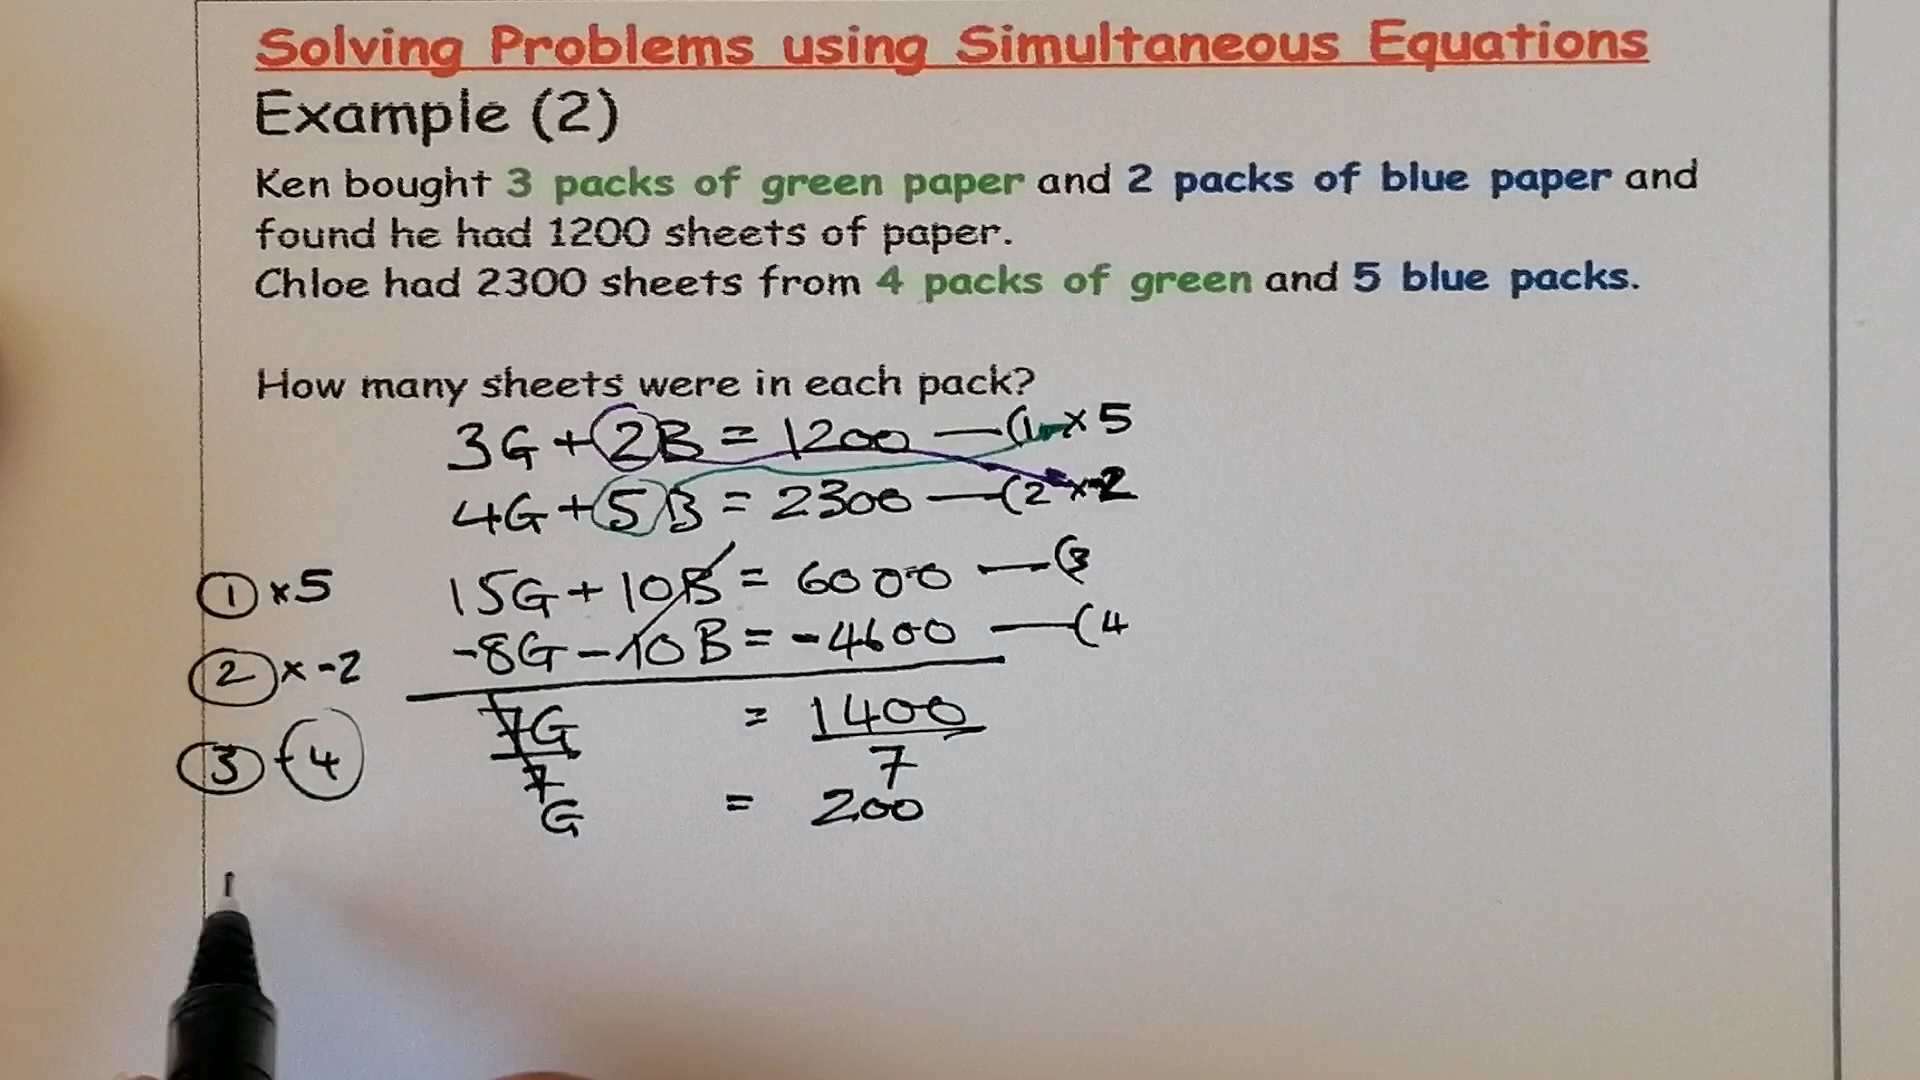 Solving Problems using Simultaneous Equations
Example (2)
Ken bought 3 packs of green paper and 2 packs of blue paper and
found he had 1200 sheets of paper.
Chloe had 2300 sheets from 4 packs of green and 5 blue packs.
How many sheets were in each pack?
3G + 2B = 1200 —(1 × 5
4G + 5B = 2300 —(2 × -2
① ×5 15G + 10B = 6000 —(3
② × -2 -8G - 10B = -4600 —(4
③ + ④ 7G = 1400
7 7
G = 200